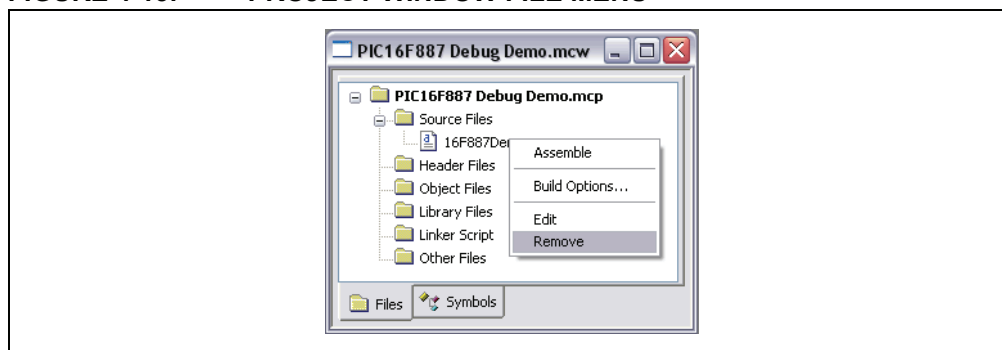 PIC16F887 Debug Demo.mcw
PIC16F887 Debug Demo.mcp
Source Files
16F887De
Assemble
Header Files
Object Files
Build Options...
Library Files
Edit
Linker Script
Remove
Other Files
Files
Symbols